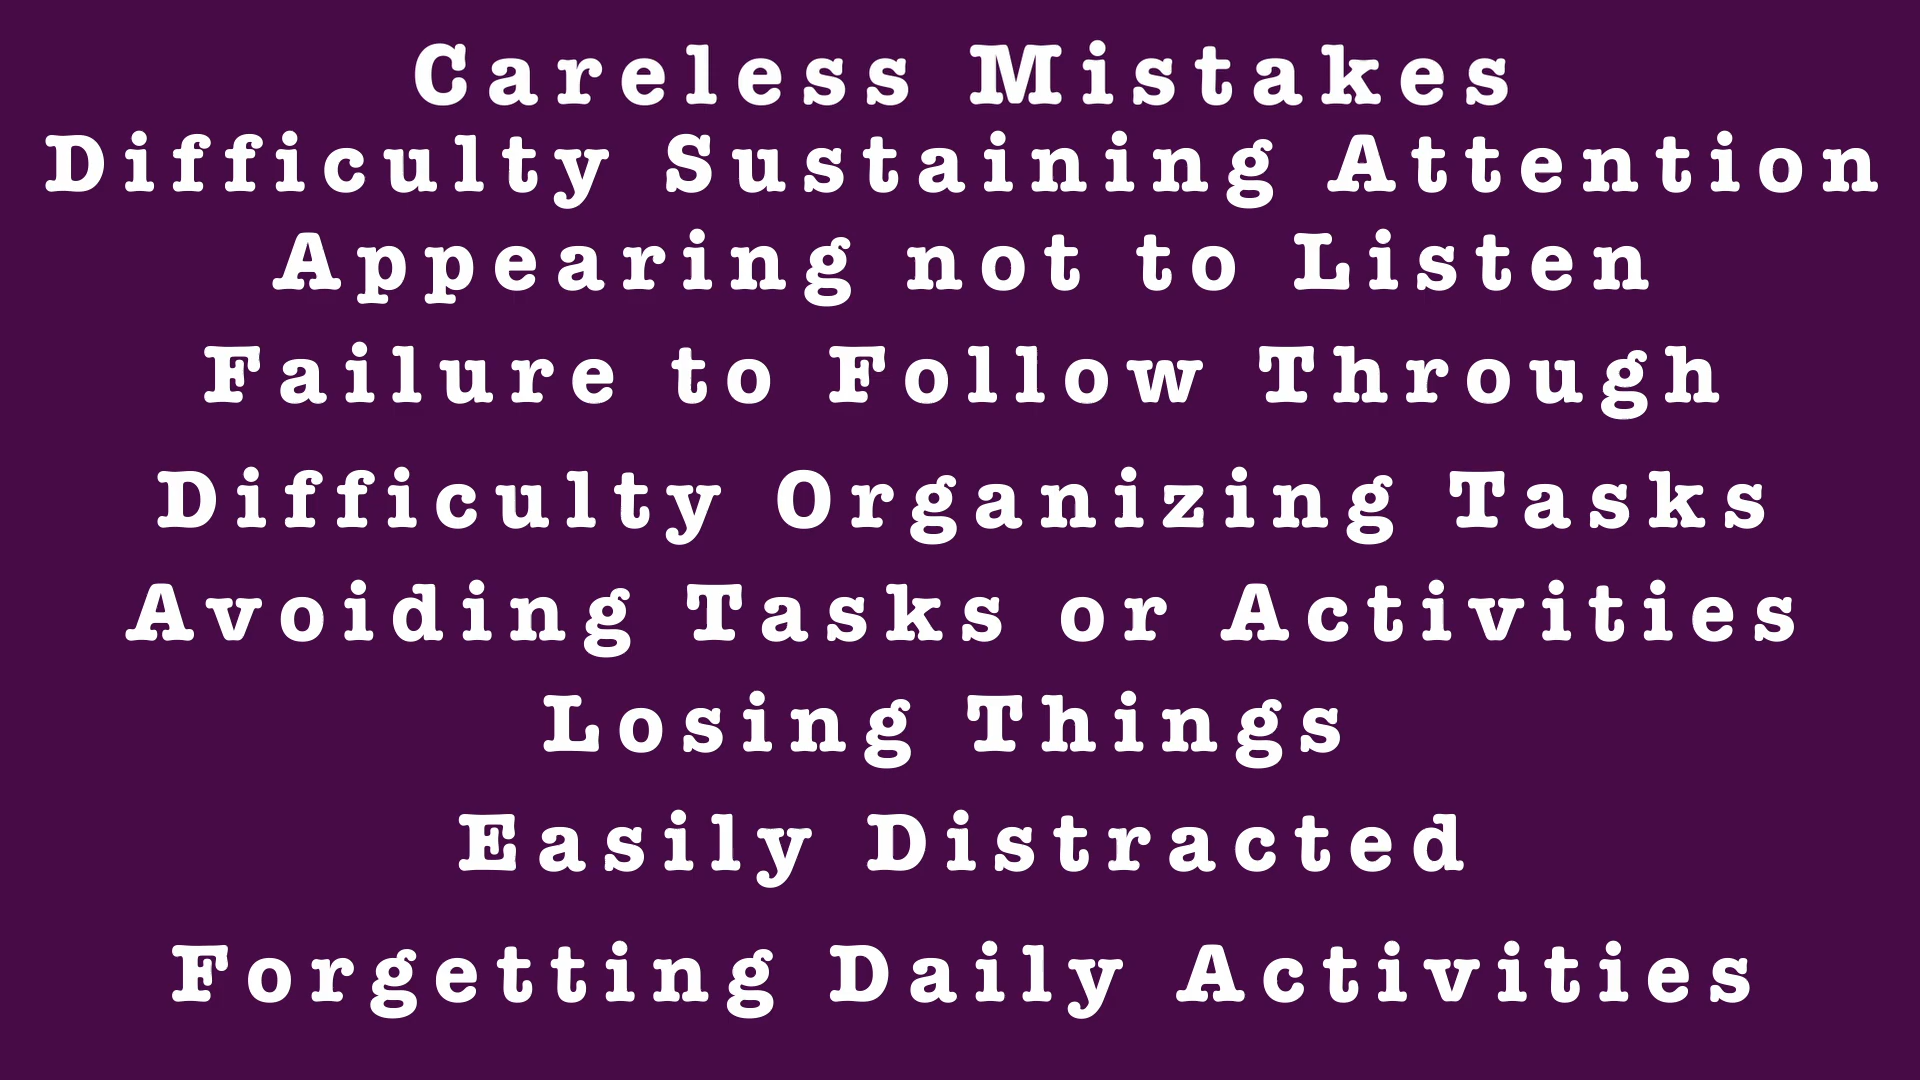 Careless Mistakes
Difficulty Sustaining Attention
Appearing not to Listen
Failure to Follow Through
Difficulty Organizing Tasks
Avoiding Tasks or Activities
Losing Things
Easily Distracted
Forgetting Daily Activities